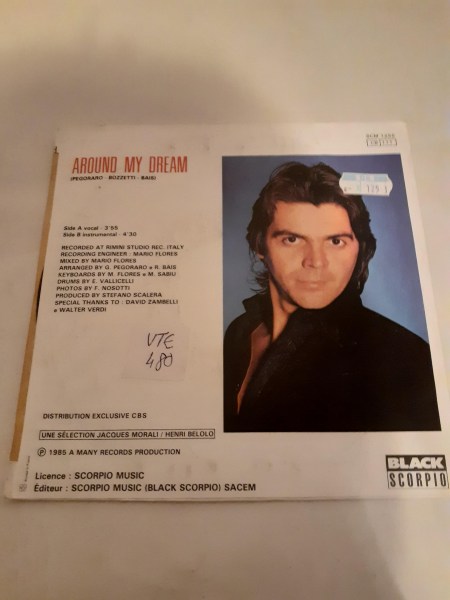 AROUND MY DREAM
(PEGORARO - BOZZETTI - BAIS)
Side A vocal - 3'55
Side B instrumental - 4'30
RECORDED AT RIMINI STUDIO REC. ITALY
RECORDING ENGINEER : MARIO FLORES
MIXED BY MARIO FLORES
ARRANGED BY G. PEGORARO e R. BAIS
KEYBOARDS BY M. FLORES e M. SABIU
DRUMS BY E. VALLICELLI
PHOTOS BY F. NOSOTTI
PRODUCED BY STEFANO SCALERA
SPECIAL THANKS TO : DAVID ZAMBELLI
e WALTER VERDI
VTE
480
DISTRIBUTION EXCLUSIVE CBS
UNE SÉLECTION JACQUES MORALI / HENRI BELOLO
Ⓟ 1985 A MANY RECORDS PRODUCTION
Licence : SCORPIO MUSIC
Éditeur : SCORPIO MUSIC (BLACK SCORPIO) SACEM
BLACK
SCORPIO